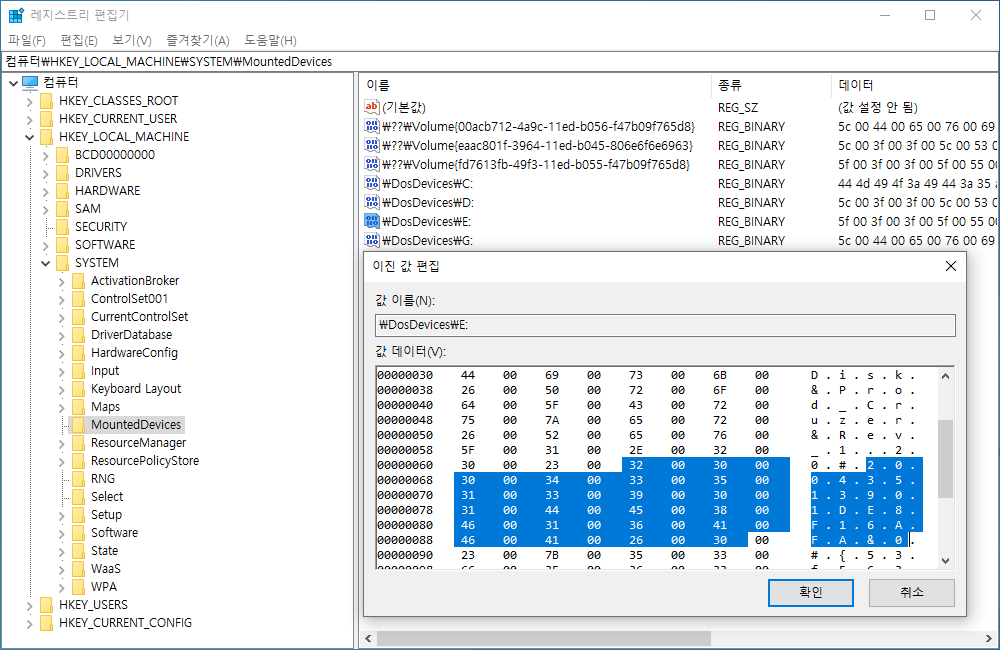 레지스트리 편집기
파일(F) 편집(E) 보기(V) 즐겨찾기(A) 도움말(H)
컴퓨터₩HKEY_LOCAL_MACHINE₩SYSTEM₩MountedDevices
컴퓨터
HKEY_CLASSES_ROOT
HKEY_CURRENT_USER
HKEY_LOCAL_MACHINE
BCD00000000
DRIVERS
HARDWARE
SAM
SECURITY
SOFTWARE
SYSTEM
ActivationBroker
ControlSet001
CurrentControlSet
DriverDatabase
HardwareConfig
Input
Keyboard Layout
Maps
MountedDevices
ResourceManager
ResourcePolicyStore
RNG
Select
Setup
Software
State
WaaS
WPA
HKEY_USERS
HKEY_CURRENT_CONFIG
이름 종류 데이터
(기본값) REG_SZ (값 설정 안 됨)
₩??₩Volume{00acb712-4a9c-11ed-b056-f47b09f765d8} REG_BINARY 5c 00 44 00 65 00 76 00 69
₩??₩Volume{eaac801f-3964-11ed-b045-806e6f6e6963} REG_BINARY 5c 00 3f 00 3f 00 5c 00 53 0
₩??₩Volume{fd7613fb-49f3-11ed-b055-f47b09f765d8} REG_BINARY 5f 00 3f 00 3f 00 5f 00 55 00
₩DosDevices₩C: REG_BINARY 44 4d 49 4f 3a 49 44 3a 35
₩DosDevices₩D: REG_BINARY 5c 00 3f 00 3f 00 5c 00 53 0
₩DosDevices₩E: REG_BINARY 5f 00 3f 00 3f 00 5f 00 55 00
₩DosDevices₩G: REG_BINARY 5c 00 44 00 65 00 76 00 69
이진 값 편집
값 이름(N):
₩DosDevices₩E:
값 데이터(V):
00000030 44 00 69 00 73 00 6B 00 D.i.s.k.
00000038 26 00 50 00 72 00 6F 00 &.P.r.o.
00000040 64 00 5F 00 43 00 72 00 d._.C.r.
00000048 75 00 7A 00 65 00 72 00 u.z.e.r.
00000050 26 00 52 00 65 00 76 00 &.R.e.v.
00000058 5F 00 31 00 2E 00 32 00 _.1...2.
00000060 30 00 23 00 32 00 30 00 0.#.2.0.
00000068 30 00 34 00 33 00 35 00 0.4.3.5.
00000070 31 00 33 00 39 00 30 00 1.3.9.0.
00000078 31 00 44 00 45 00 38 00 1.D.E.8.
00000080 46 00 31 00 36 00 41 00 F.1.6.A.
00000088 46 00 41 00 26 00 30 00 F.A.&.0.
00000090 23 00 7B 00 35 00 33 00 #.{.5.3.
확인 취소